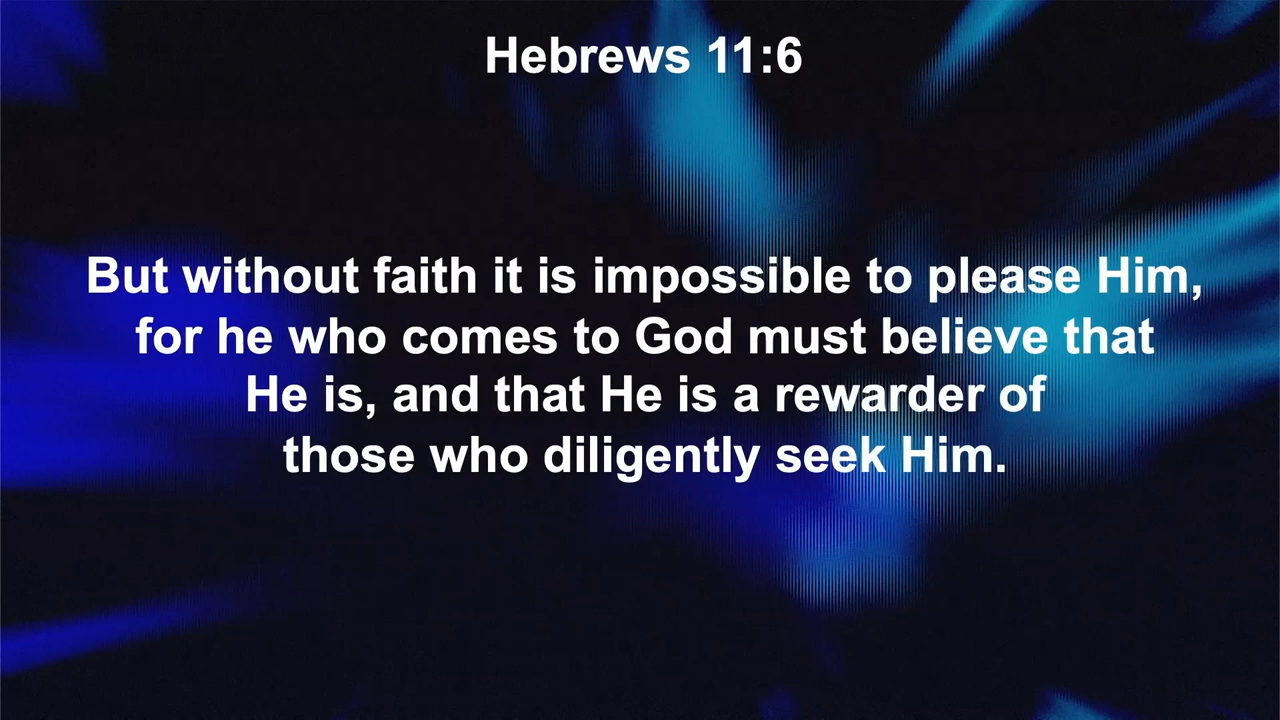 Hebrews 11:6
But without faith it is impossible to please Him,
for he who comes to God must believe that
He is, and that He is a rewarder of
those who diligently seek Him.